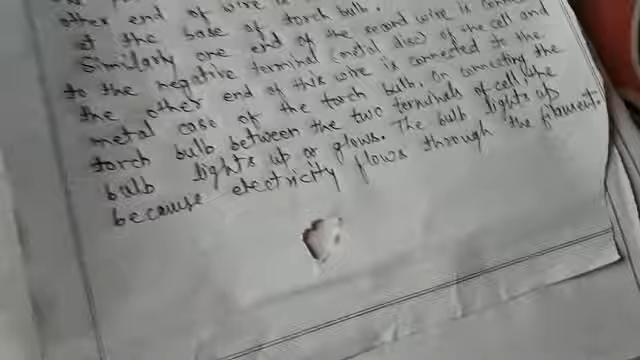 other end of wire is
at the base of torch bulb.
Similarly one end of the second wire is
to the negative terminal (metal disc) of the cell and
the other end of this wire is connected to the
metal case of the torch bulb. On connecting the
torch bulb between the two terminals of cell, the
bulb lights up or glows. The bulb lights up
because electricity flows through the filament.